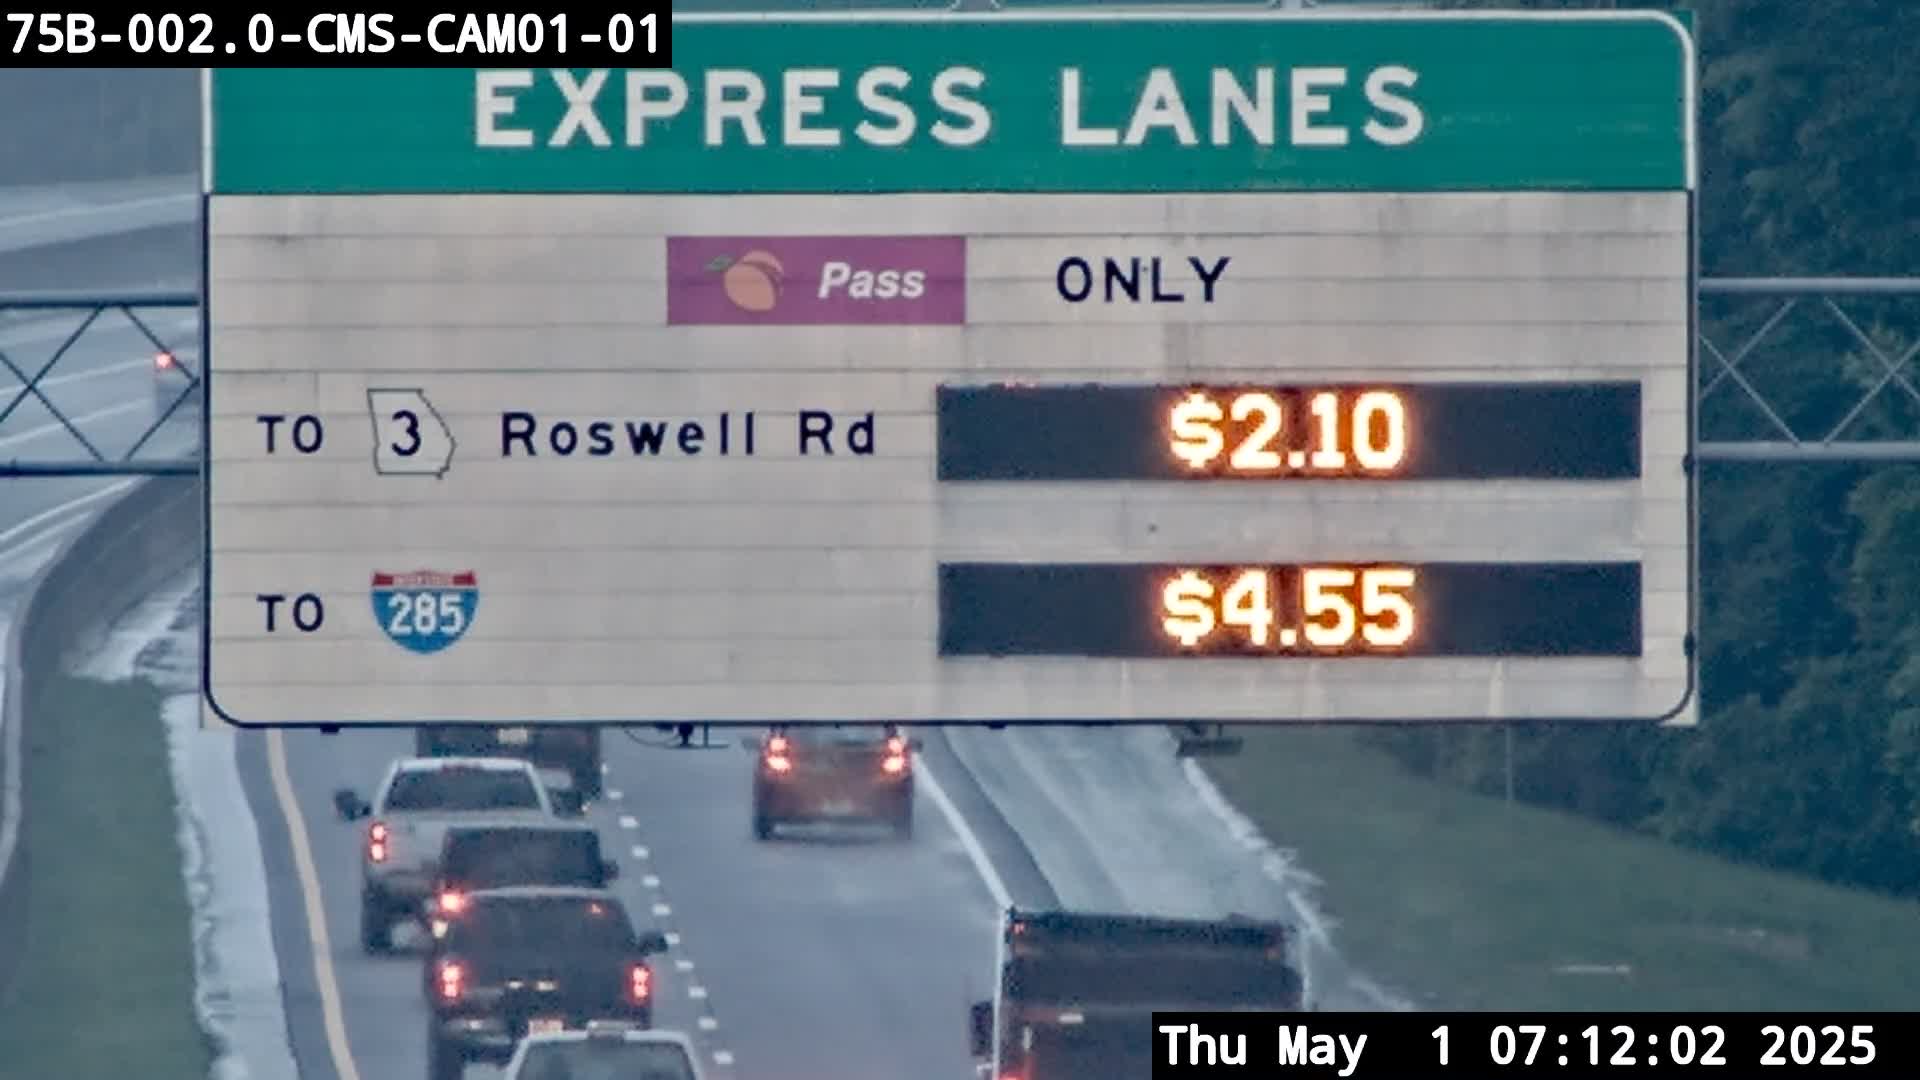 75B-002.0-CMS-CAM01-01
EXPRESS LANES
Pass ONLY
TO 3 Roswell Rd $2.10
TO 285 $4.55
Thu May 1 07:12:02 2025